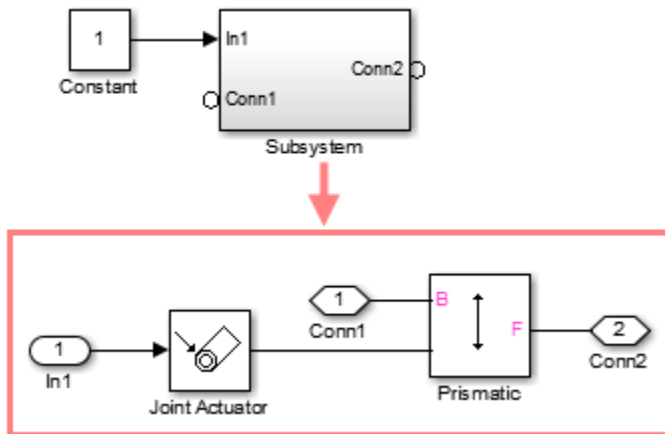 1
In1
Conn2
Constant
Conn1
Subsystem
1
B
Conn1
1
F
2
In1
Conn2
Joint Actuator
Prismatic